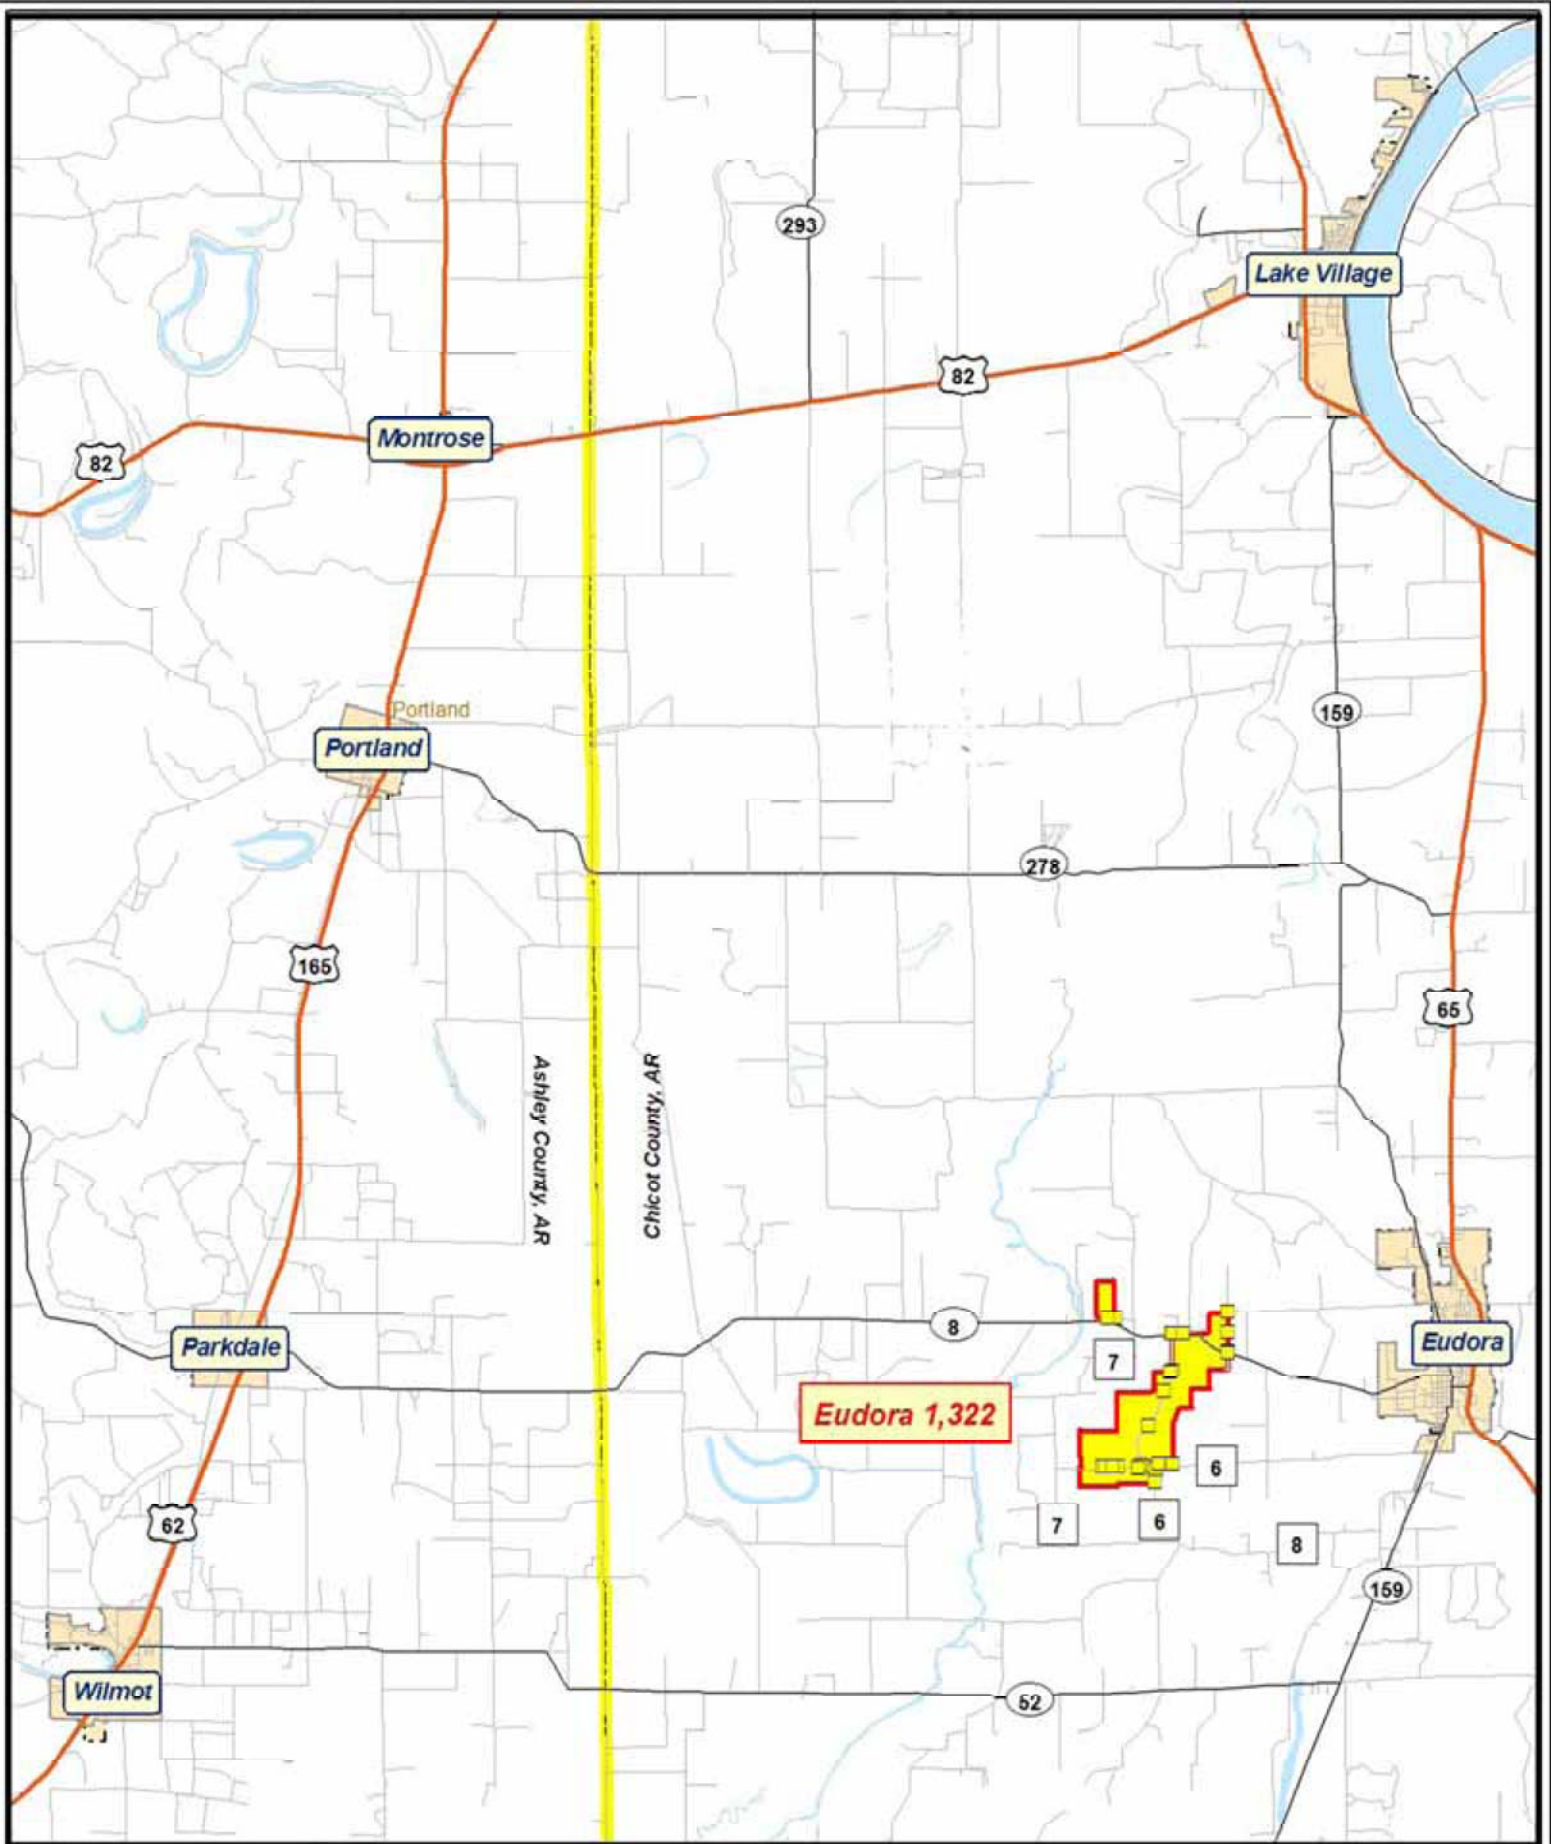 293
Lake Village
82
Montrose
82
Portland
159
Portland
278
165
65
Ashley County, AR
Chicot County, AR
8
Eudora
Parkdale
7
Eudora 1,322
6
62
7
6
8
159
Wilmot
52